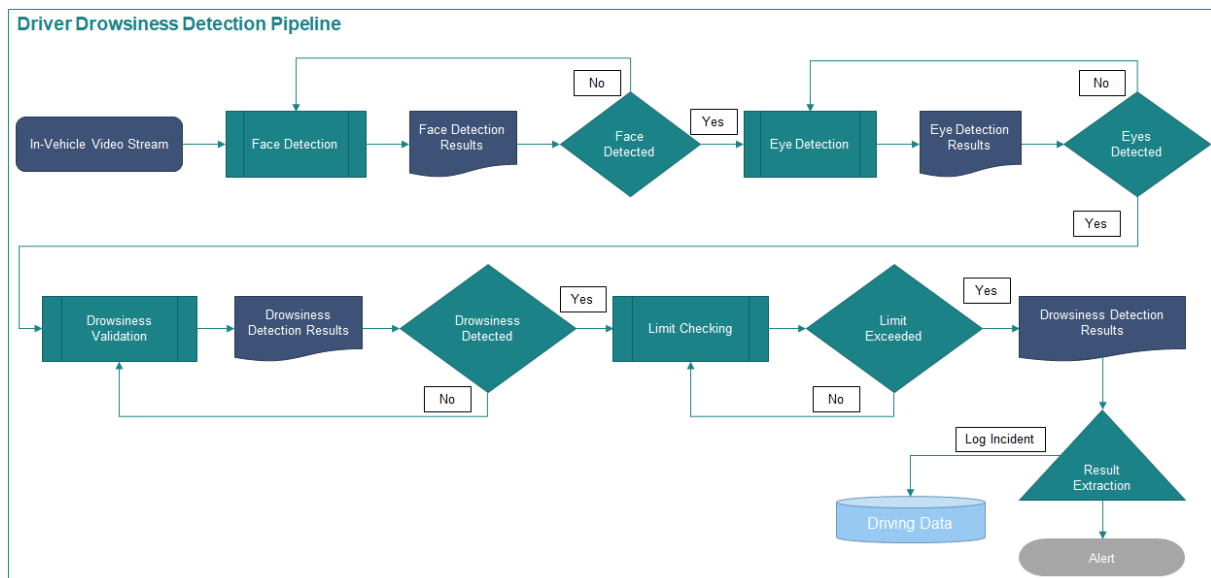 Driver Drowsiness Detection Pipeline
No
No
In-Vehicle Video Stream
Face Detection
Face Detection
Results
Face
Detected
Yes
Eye Detection
Eye Detection
Results
Eyes
Detected
Yes
Drowsiness
Validation
Drowsiness
Detection Results
Drowsiness
Detected
Yes
No
Limit Checking
Limit
Exceeded
Yes
No
Drowsiness Detection
Results
Log Incident
Result
Extraction
Driving Data
Alert